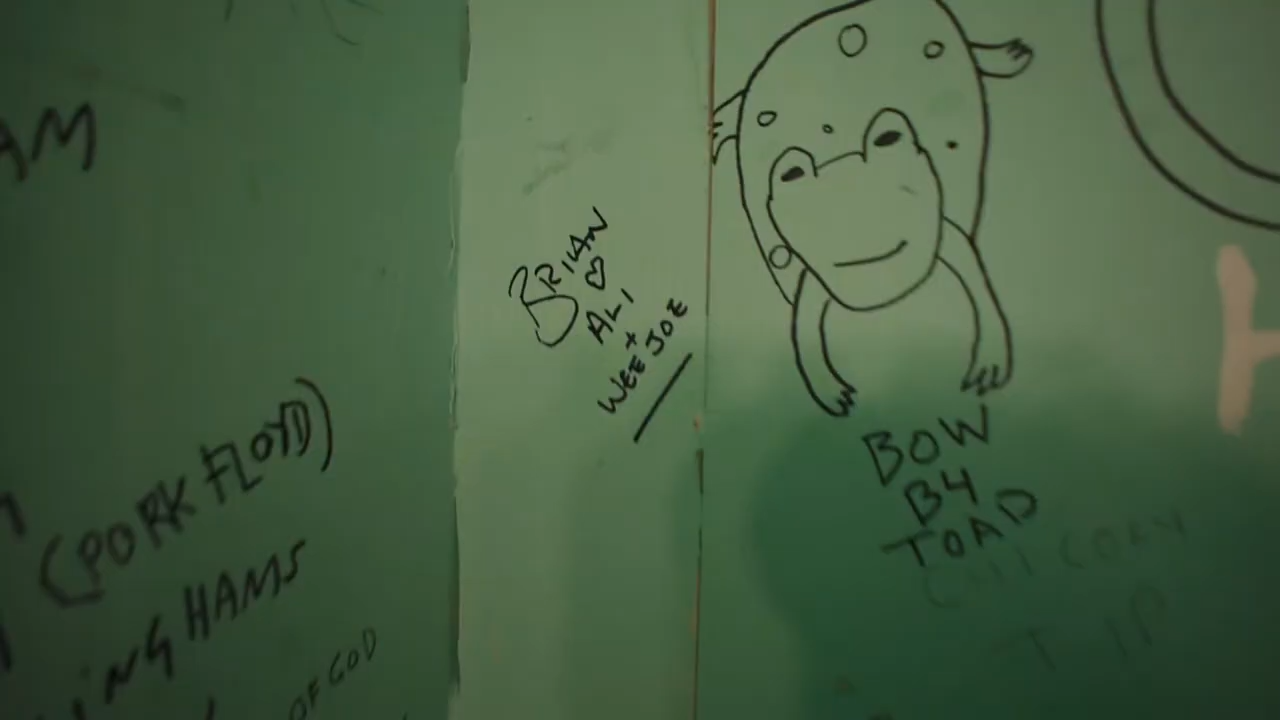 AM
(PORK FLOYD)
ING HAMS
OF GOD
BRIAN
♡
ALI
+
WEE JOE
BOW
B4
TOAD
H